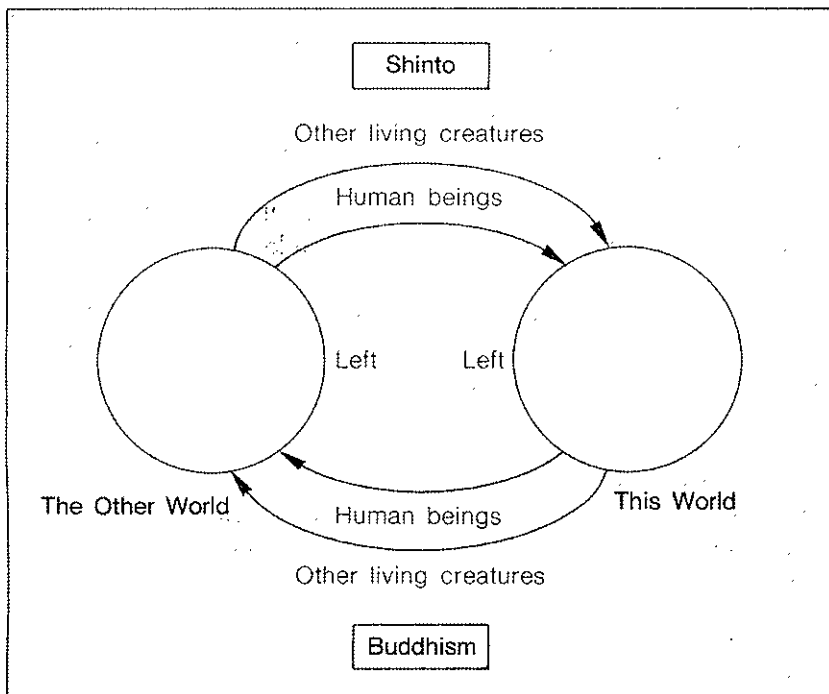 Shinto
Other living creatures
Human beings
Left
Left
The Other World
This World
Human beings
Other living creatures
Buddhism